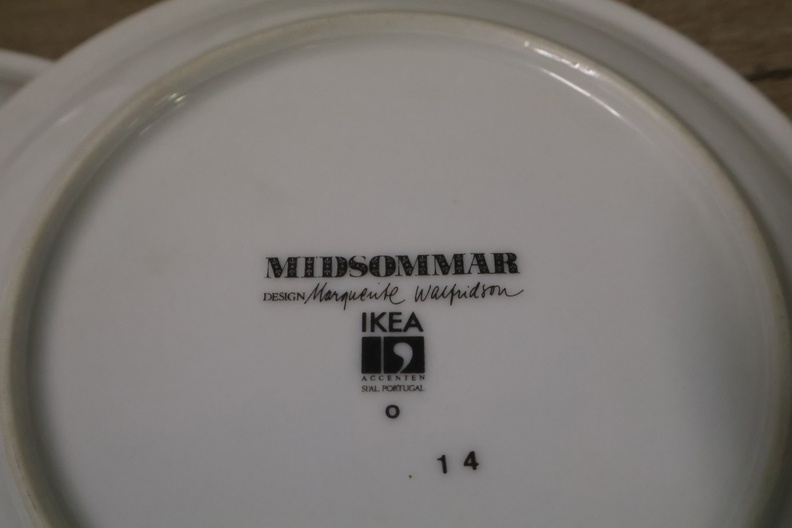 MIDSOMMAR
DESIGN Marguerite Walfridson
IKEA
ACCENTEN
SPAL PORTUGAL
O
14